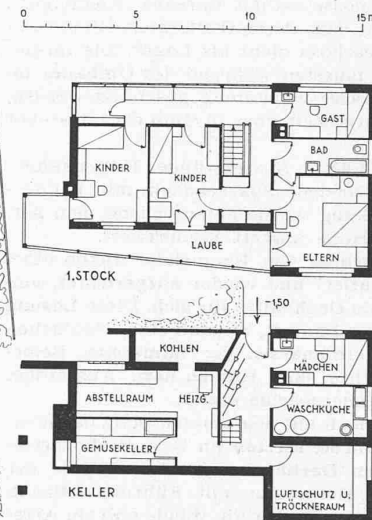 0 5 10 15 m
GAST
BAD
KINDER
KINDER
ELTERN
LAUBE
1.STOCK
-1,50
KOHLEN
MÄDCHEN
ABSTELLRAUM
HEIZG.
WASCHKÜCHE
GEMÜSEKELLER
KELLER
LUFTSCHUTZ U.
TRÖCKNERAUM